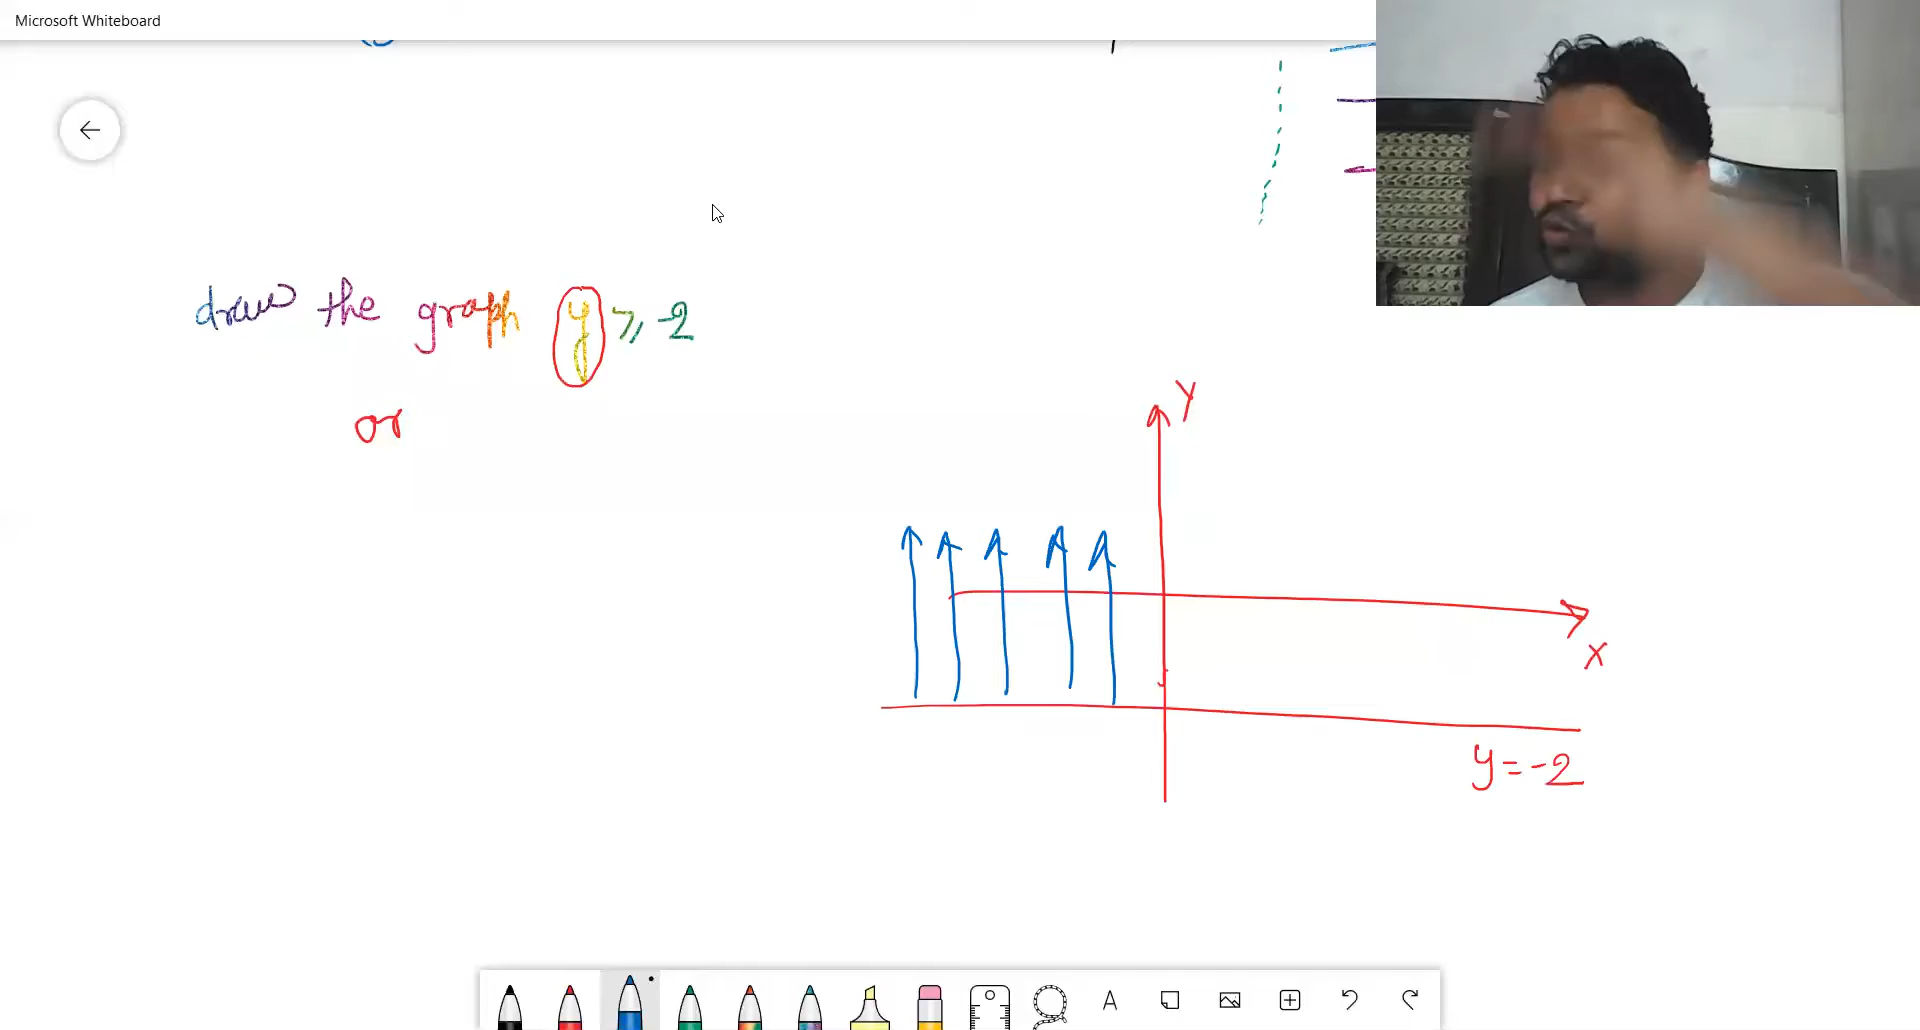 Microsoft Whiteboard
draw the graph y ⩾ -2
or
Y
X
y = -2
A